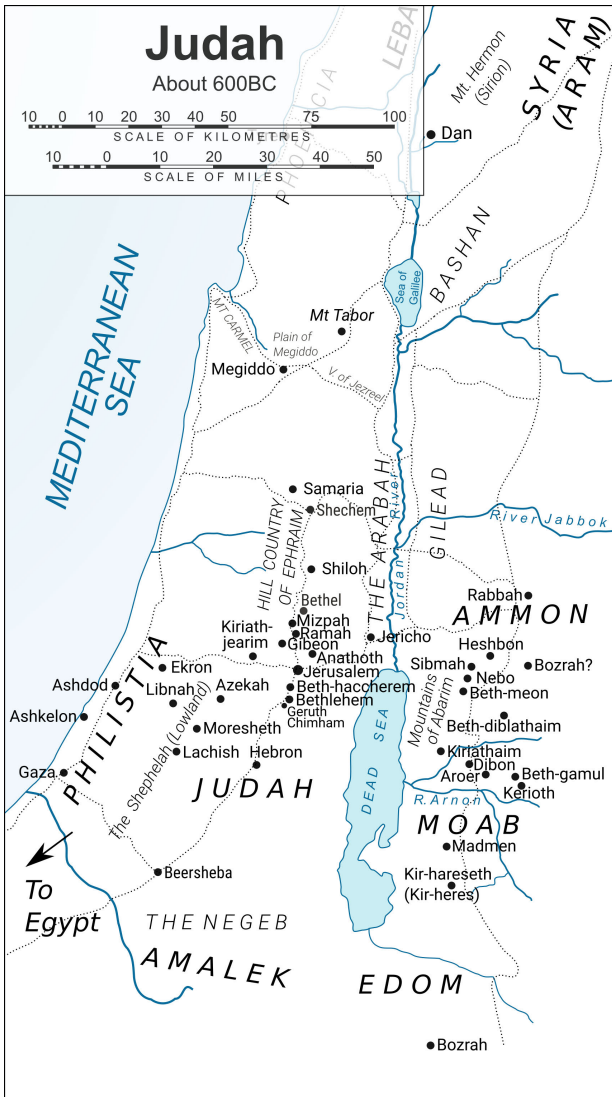 Judah
About 600BC
10 0 10 20 30 40 50 75 100
SCALE OF KILOMETRES
10 0 10 20 30 40 50
SCALE OF MILES
PHOENICIA
LEBA
Mt. Hermon
(Sirion)
SYRIA
(ARAM)
Dan
BASHAN
Sea of
Galilee
MEDITERRANEAN
SEA
MT CARMEL
Mt Tabor
Plain of
Megiddo
Megiddo
V. of Jezreel
Samaria
Shechem
HILL COUNTRY
OF EPHRAIM
THE ARABAH
River
Jordan
GILEAD
River Jabbok
Shiloh
Bethel
Mizpah
Ramah
Gibeon
Kiriath-
jearim
Anathoth
Jericho
Jerusalem
Beth-haccherem
Bethlehem
Geruth
Chimham
Rabbah
AMMON
Heshbon
Sibmah
Bozrah?
Nebo
Beth-meon
Mountains
of Abarim
Beth-diblathaim
Kiriathaim
Dibon
Aroer
Beth-gamul
Kerioth
R. Arnon
MOAB
Madmen
Kir-hareseth
(Kir-heres)
DEAD SEA
Ekron
Ashdod
Libnah
Azekah
Ashkelon
PHILISTIA
Moresheth
The Shephelah (Lowland)
Lachish
Hebron
Gaza
JUDAH
To
Egypt
Beersheba
THE NEGEB
AMALEK
EDOM
Bozrah